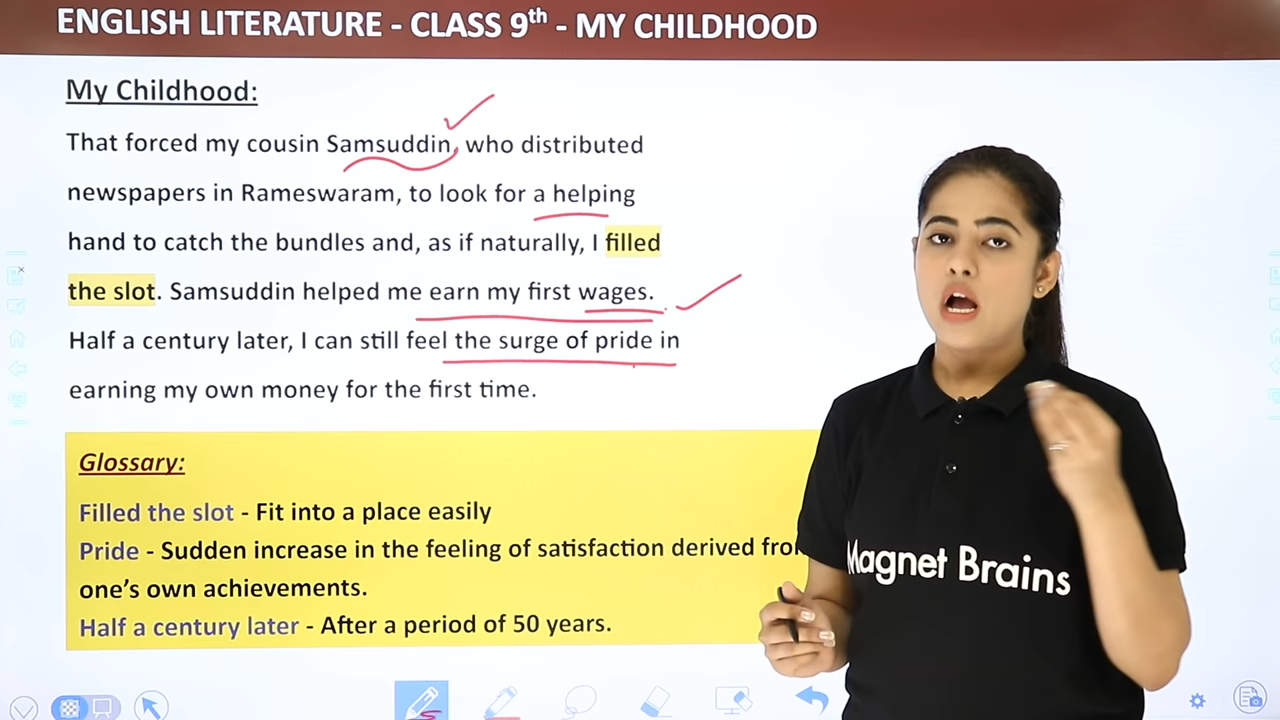 ENGLISH LITERATURE - CLASS 9th - MY CHILDHOOD
My Childhood:
That forced my cousin Samsuddin, who distributed
newspapers in Rameswaram, to look for a helping
hand to catch the bundles and, as if naturally, I filled
the slot. Samsuddin helped me earn my first wages.
Half a century later, I can still feel the surge of pride in
earning my own money for the first time.
Glossary:
Filled the slot - Fit into a place easily
Pride - Sudden increase in the feeling of satisfaction derived from
one’s own achievements.
Half a century later - After a period of 50 years.
Magnet Brains